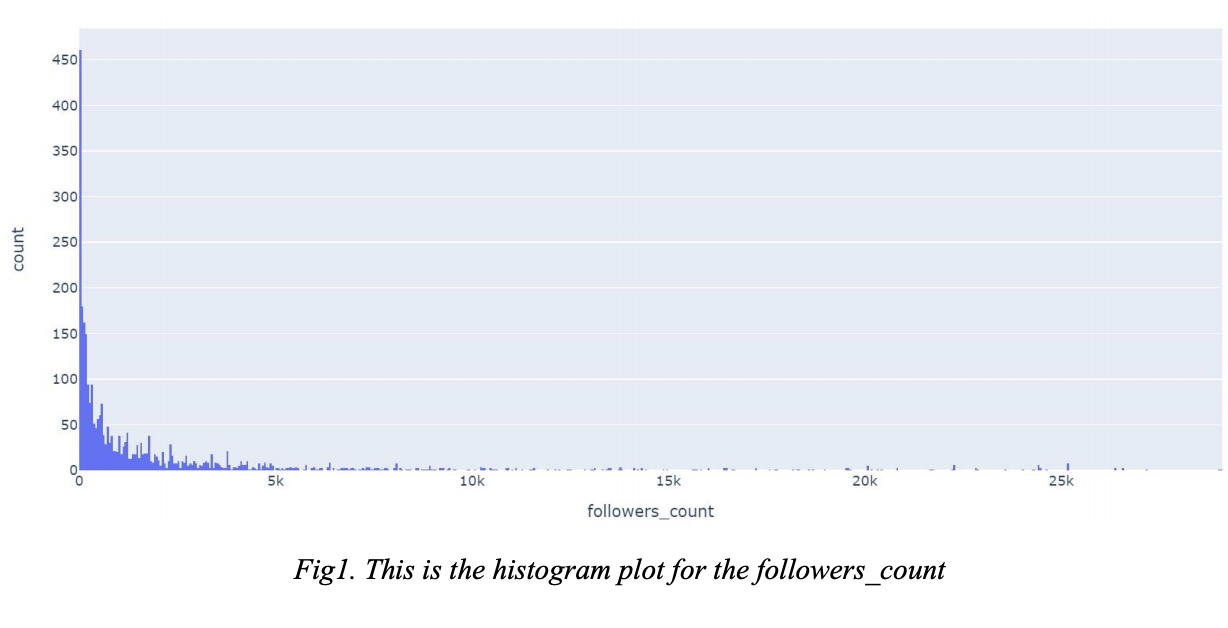 450
400
350
300
250
200
150
100
50
0
count
0 5k 10k 15k 20k 25k
followers_count
Fig1. This is the histogram plot for the followers_count